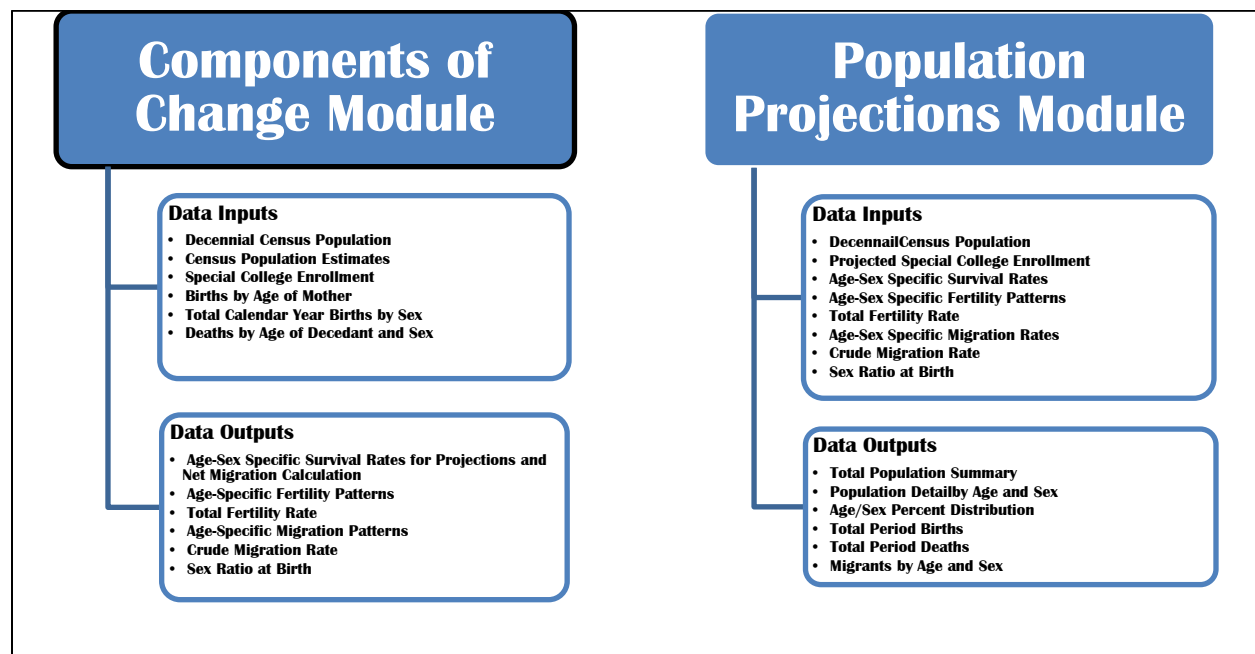 Components of
Change Module
Data Inputs
• Decennial Census Population
• Census Population Estimates
• Special College Enrollment
• Births by Age of Mother
• Total Calendar Year Births by Sex
• Deaths by Age of Decedant and Sex
Data Outputs
• Age-Sex Specific Survival Rates for Projections and
Net Migration Calculation
• Age-Specific Fertility Patterns
• Total Fertility Rate
• Age-Specific Migration Patterns
• Crude Migration Rate
• Sex Ratio at Birth
Population
Projections Module
Data Inputs
• DecennailCensus Population
• Projected Special College Enrollment
• Age-Sex Specific Survival Rates
• Age-Sex Specific Fertility Patterns
• Total Fertility Rate
• Age-Sex Specific Migration Rates
• Crude Migration Rate
• Sex Ratio at Birth
Data Outputs
• Total Population Summary
• Population Detailby Age and Sex
• Age/Sex Percent Distribution
• Total Period Births
• Total Period Deaths
• Migrants by Age and Sex